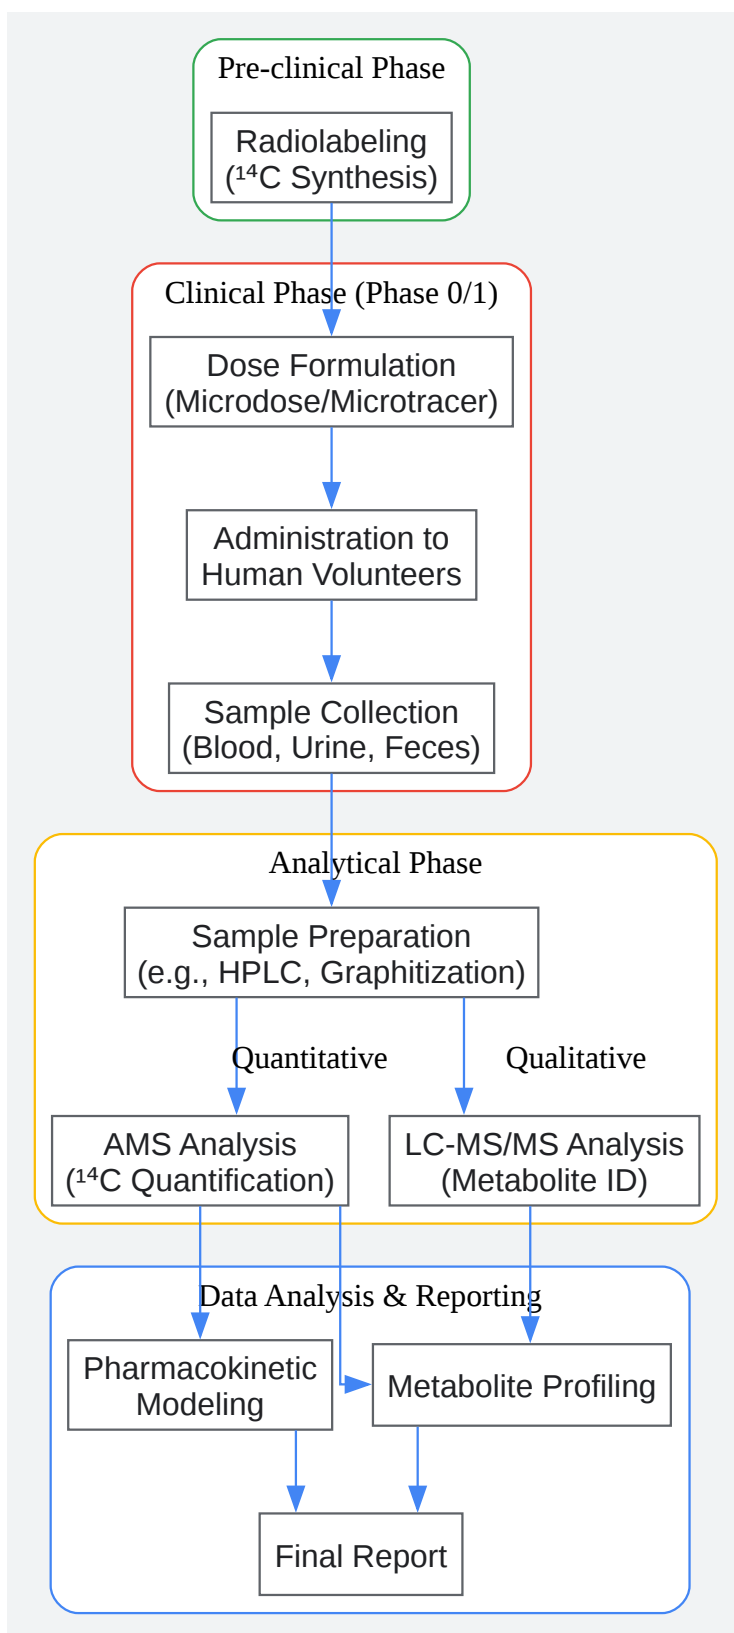 Pre-clinical Phase
Radiolabeling
(¹⁴C Synthesis)
Clinical Phase (Phase 0/1)
Dose Formulation
(Microdose/Microtracer)
Administration to
Human Volunteers
Sample Collection
(Blood, Urine, Feces)
Analytical Phase
Sample Preparation
(e.g., HPLC, Graphitization)
Quantitative
Qualitative
AMS Analysis
(¹⁴C Quantification)
LC-MS/MS Analysis
(Metabolite ID)
Data Analysis & Reporting
Pharmacokinetic
Modeling
Metabolite Profiling
Final Report